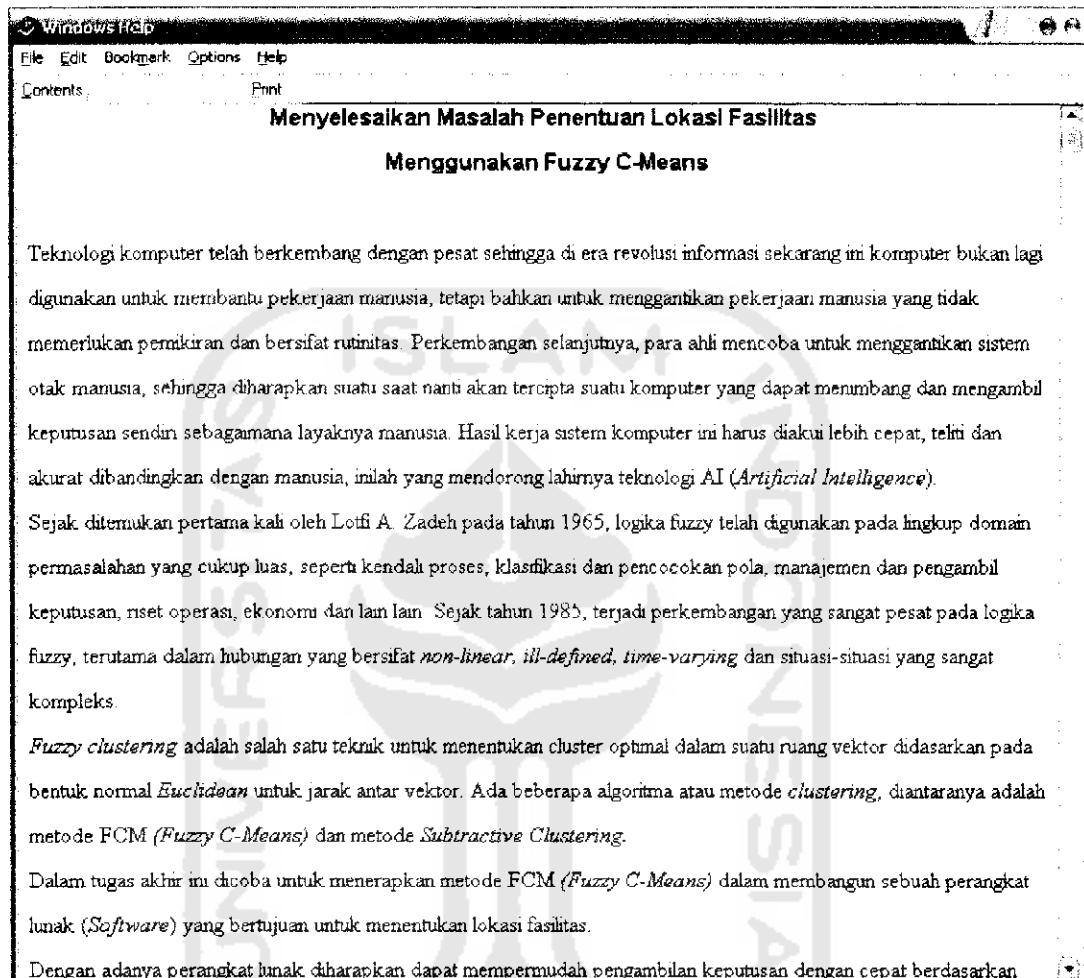 Windows Help
File Edit Bookmark Options Help
Contents Print
Menyelesaikan Masalah Penentuan Lokasi Fasilitas
Menggunakan Fuzzy C-Means
Teknologi komputer telah berkembang dengan pesat sehingga di era revolusi informasi sekarang ini komputer bukan lagi
digunakan untuk membantu pekerjaan manusia, tetapi bahkan untuk menggantikan pekerjaan manusia yang tidak
memerlukan pemikiran dan bersifat rutinitas. Perkembangan selanjutnya, para ahli mencoba untuk menggantikan sistem
otak manusia, sehingga diharapkan suatu saat nanti akan tercipta suatu komputer yang dapat menimbang dan mengambil
keputusan sendiri sebagaimana layaknya manusia. Hasil kerja sistem komputer ini harus diakui lebih cepat, teliti dan
akurat dibandingkan dengan manusia, inilah yang mendorong lahirnya teknologi AI (Artificial Intelligence).
Sejak ditemukan pertama kali oleh Lotfi A. Zadeh pada tahun 1965, logika fuzzy telah digunakan pada lingkup domain
permasalahan yang cukup luas, seperti kendali proses, klasifikasi dan pencocokan pola, manajemen dan pengambil
keputusan, riset operasi, ekonomi dan lain lain. Sejak tahun 1985, terjadi perkembangan yang sangat pesat pada logika
fuzzy, terutama dalam hubungan yang bersifat non-linear, ill-defined, time-varying dan situasi-situasi yang sangat
kompleks.
Fuzzy clustering adalah salah satu teknik untuk menentukan cluster optimal dalam suatu ruang vektor didasarkan pada
bentuk normal Euclidean untuk jarak antar vektor. Ada beberapa algoritma atau metode clustering, diantaranya adalah
metode FCM (Fuzzy C-Means) dan metode Subtractive Clustering.
Dalam tugas akhir ini dicoba untuk menerapkan metode FCM (Fuzzy C-Means) dalam membangun sebuah perangkat
lunak (Software) yang bertujuan untuk menentukan lokasi fasilitas.
Dengan adanya perangkat lunak diharapkan dapat mempermudah pengambilan keputusan dengan cepat berdasarkan
UNIVERSITAS
ISLAM
INDONESIA